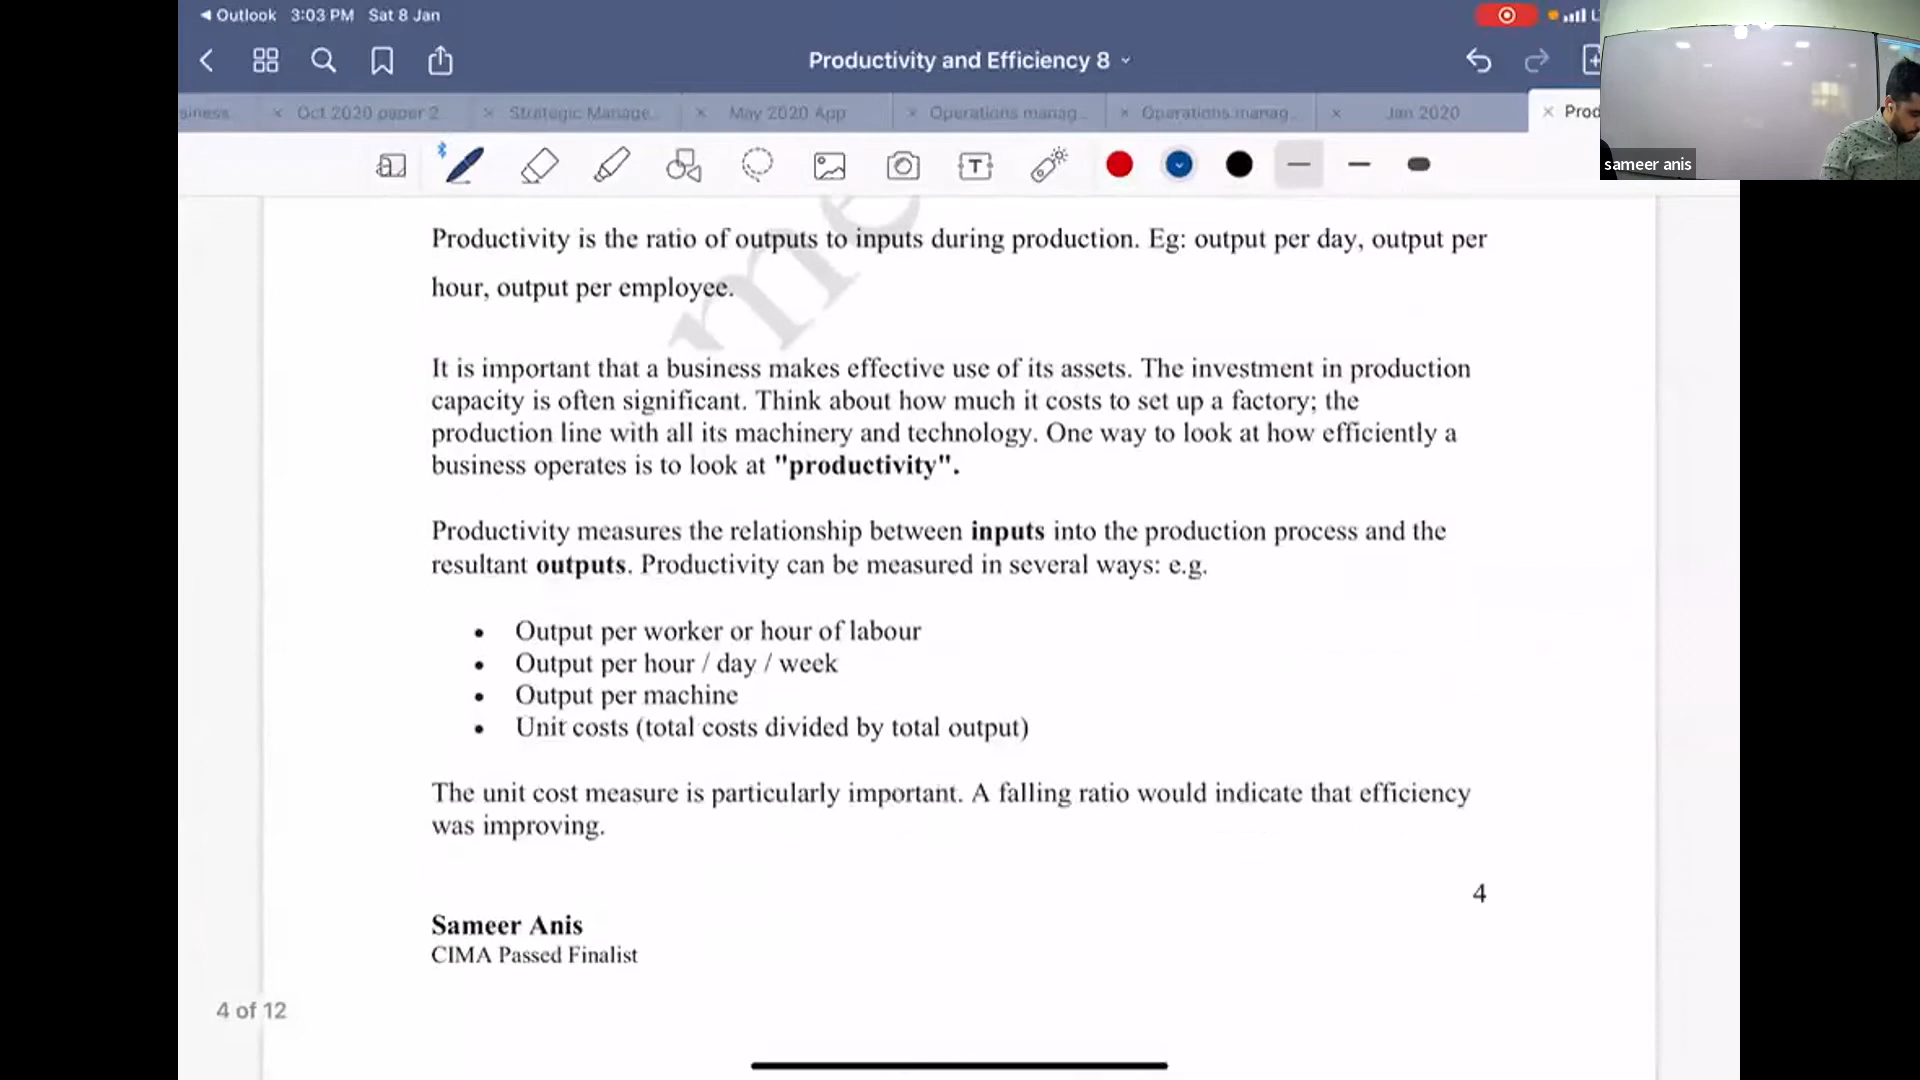 Outlook 3:03 PM Sat 8 Jan
Productivity and Efficiency 8
siness
Oct 2020 paper 2...
Strategic Manage...
May 2020 App
Operations manag...
Operations manag...
Jan 2020
Prod
sameer anis
T
me
Productivity is the ratio of outputs to inputs during production. Eg: output per day, output per
hour, output per employee.
It is important that a business makes effective use of its assets. The investment in production
capacity is often significant. Think about how much it costs to set up a factory; the
production line with all its machinery and technology. One way to look at how efficiently a
business operates is to look at "productivity".
Productivity measures the relationship between inputs into the production process and the
resultant outputs. Productivity can be measured in several ways: e.g.
• Output per worker or hour of labour
• Output per hour / day / week
• Output per machine
• Unit costs (total costs divided by total output)
The unit cost measure is particularly important. A falling ratio would indicate that efficiency
was improving.
4
Sameer Anis
CIMA Passed Finalist
4 of 12